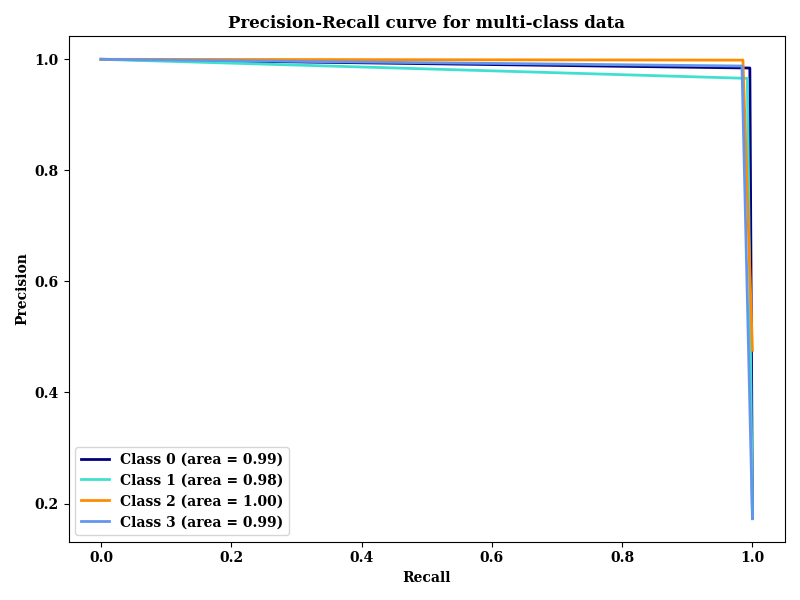 Precision-Recall curve for multi-class data
1.0
0.8
0.6
0.4
0.2
Precision
Class 0 (area = 0.99)
Class 1 (area = 0.98)
Class 2 (area = 1.00)
Class 3 (area = 0.99)
0.0 0.2 0.4 0.6 0.8 1.0
Recall